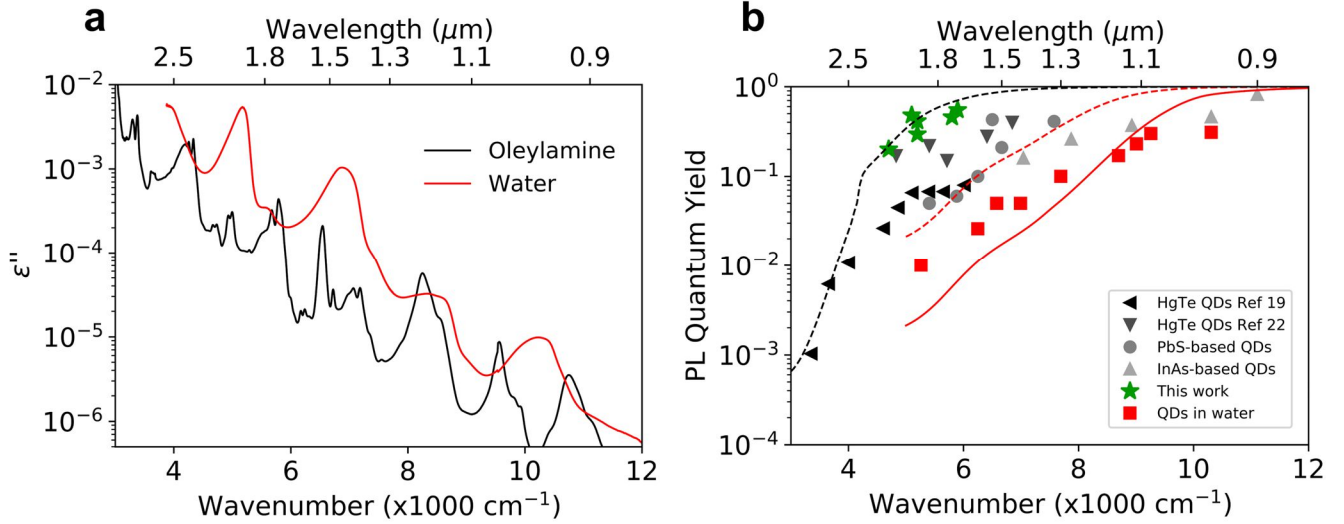 a
Wavelength (μm)
2.5 1.8 1.5 1.3 1.1 0.9
10⁻²
10⁻³
10⁻⁴
10⁻⁵
10⁻⁶
ε"
Oleylamine
Water
4 6 8 10 12
Wavenumber (x1000 cm⁻¹)
b
Wavelength (μm)
2.5 1.8 1.5 1.3 1.1 0.9
10⁰
10⁻¹
10⁻²
10⁻³
10⁻⁴
PL Quantum Yield
HgTe QDs Ref 19
HgTe QDs Ref 22
PbS-based QDs
InAs-based QDs
This work
QDs in water
4 6 8 10 12
Wavenumber (x1000 cm⁻¹)